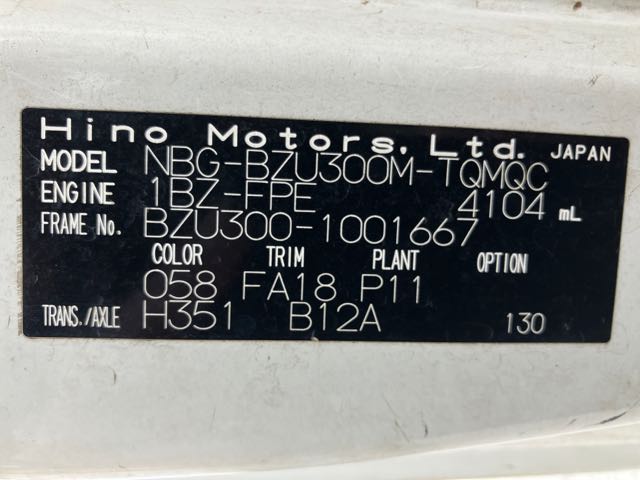 Hino Motors, Ltd. JAPAN
MODEL NBG-BZU300M-TQMQC
ENGINE 1BZ-FPE 4104 mL
FRAME No. BZU300-1001667
COLOR TRIM PLANT OPTION
058 FA18 P11
TRANS./AXLE H351 B12A 130